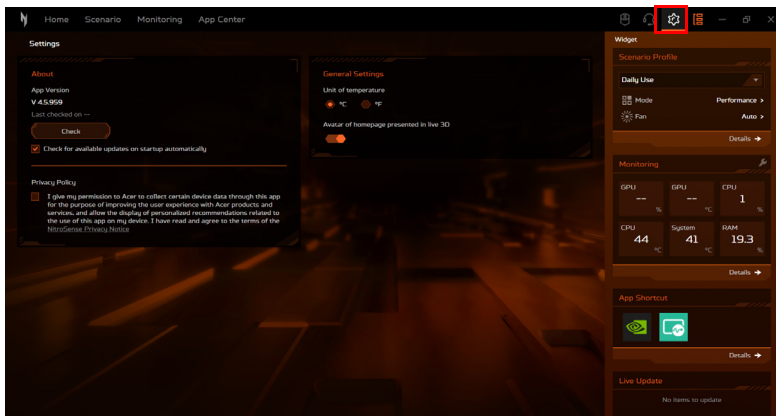 Home Scenario Monitoring App Center
Settings
About
App Version
V 4.5.959
Last checked on --
Check
Check for available updates on startup automatically
Privacy Policy
I give my permission to Acer to collect certain device data through this app
for the purpose of improving the user experience with Acer products and
services, and allow the display of personalized recommendations related to
the use of this app on my device. I have read and agree to the terms of the
NitroSense Privacy Notice
General Settings
Unit of temperature
°C °F
Avatar of homepage presented in live 3D
Widget
Scenario Profile
Daily Use
Mode Performance >
Fan Auto >
Details →
Monitoring
GPU GPU CPU
-- -- 1
% °C %
CPU System RAM
44 41 19.3
°C °C %
Details →
App Shortcut
Details →
Live Update
No items to update